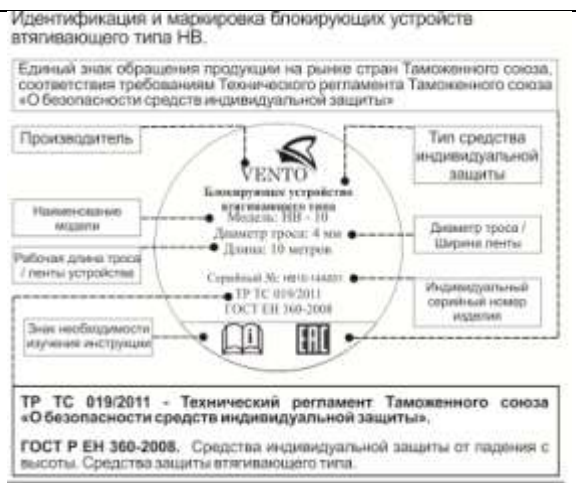 Идентификация и маркировка блокирующих устройств
втягивающего типа НВ.
Единый знак обращения продукции на рынке стран Таможенного союза,
соответствия требованиям Технического регламента Таможенного союза
«О безопасности средств индивидуальной защиты»
Производитель
Тип средства
индивидуальной
защиты
VENTO
Блокирующее устройство
втягивающего типа
Наименование
модели
Модель: НВ - 10
Диаметр троса: 4 мм
Диаметр троса /
Ширина ленты
Длина: 10 метров
Рабочая длина троса
/ ленты устройства
Серийный №:
Индивидуальный
серийный номер
изделия
ТР ТС 019/2011
ГОСТ ЕН 360-2008
Знак необходимости
изучения инструкции
ЕАС
ТР ТС 019/2011 - Технический регламент Таможенного союза
«О безопасности средств индивидуальной защиты».
ГОСТ Р ЕН 360-2008. Средства индивидуальной защиты от падения с
высоты. Средства защиты втягивающего типа.